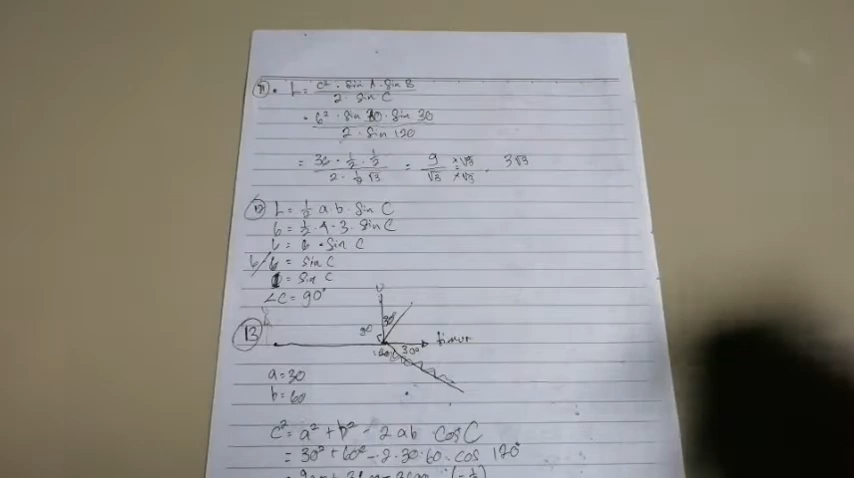 11. L = c² · sin A · sin B / 2 · sin C
= 6² · sin 30 · sin 30 / 2 · sin 120
= 36 · 1/2 · 1/2 / 2 · 1/2 √3 = 9/√3 × √3/√3 = 3√3
12 L = 1/2 a · b · sin C
6 = 1/2 · 4 · 3 · sin C
6 = 6 · sin C
6/6 = sin C
1 = sin C
∠C = 90°
13
U
30°
90
timur
120
30°
a = 30
b = 60
c² = a² + b² - 2 ab cos C
= 30² + 60² - 2 · 30 · 60 · cos 120°